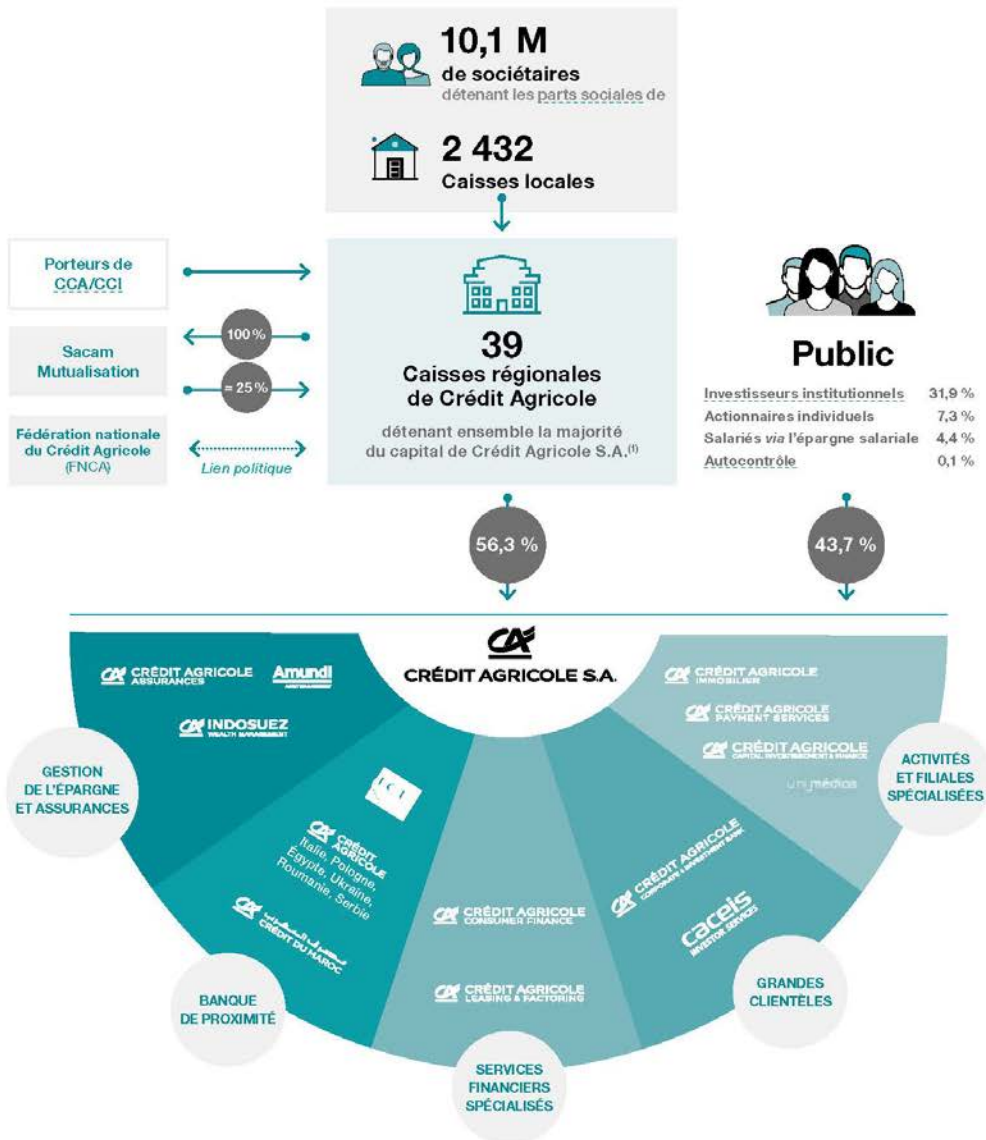 10,1 M
de sociétaires
détenant les parts sociales de
2 432
Caisses locales
Porteurs de
CCA/CCI
Sacam
Mutualisation
100 %
= 25 %
Fédération nationale
du Crédit Agricole
(FNCA)
Lien politique
39
Caisses régionales
de Crédit Agricole
détenant ensemble la majorité
du capital de Crédit Agricole S.A.(1)
Public
Investisseurs institutionnels 31,9 %
Actionnaires individuels 7,3 %
Salariés via l'épargne salariale 4,4 %
Autocontrôle 0,1 %
56,3 %
43,7 %
CRÉDIT AGRICOLE S.A.
CRÉDIT AGRICOLE
ASSURANCES
Amundi
INDOSUEZ
WEALTH MANAGEMENT
GESTION
DE L'ÉPARGNE
ET ASSURANCES
LCL
CRÉDIT
AGRICOLE
Italie, Pologne,
Égypte, Ukraine,
Roumanie, Serbie
CRÉDIT DU MAROC
BANQUE
DE PROXIMITÉ
CRÉDIT AGRICOLE
CONSUMER FINANCE
CRÉDIT AGRICOLE
LEASING & FACTORING
SERVICES
FINANCIERS
SPÉCIALISÉS
CRÉDIT AGRICOLE
CORPORATE & INVESTMENT BANK
caceis
INVESTOR SERVICES
GRANDES
CLIENTÈLES
CRÉDIT AGRICOLE
IMMOBILIER
CRÉDIT AGRICOLE
PAYMENT SERVICES
CRÉDIT AGRICOLE
CAPITAL INVESTISSEMENT & FINANCE
uni-médias
ACTIVITÉS
ET FILIALES
SPÉCIALISÉES